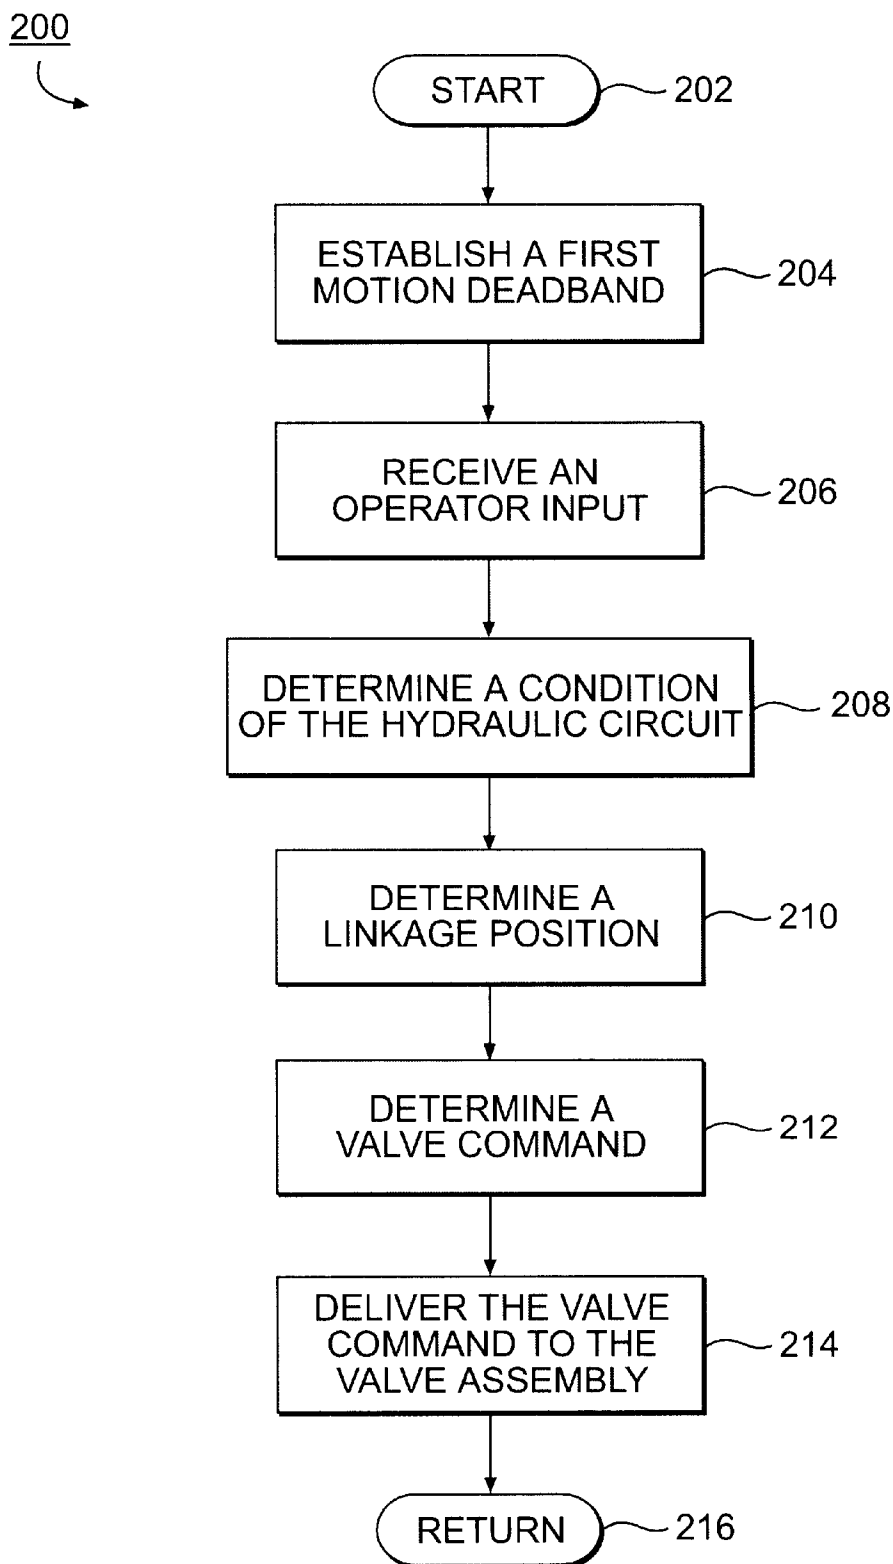 200
START
202
ESTABLISH A FIRST
MOTION DEADBAND
204
RECEIVE AN
OPERATOR INPUT
206
DETERMINE A CONDITION
OF THE HYDRAULIC CIRCUIT
208
DETERMINE A
LINKAGE POSITION
210
DETERMINE A
VALVE COMMAND
212
DELIVER THE VALVE
COMMAND TO THE
VALVE ASSEMBLY
214
RETURN
216